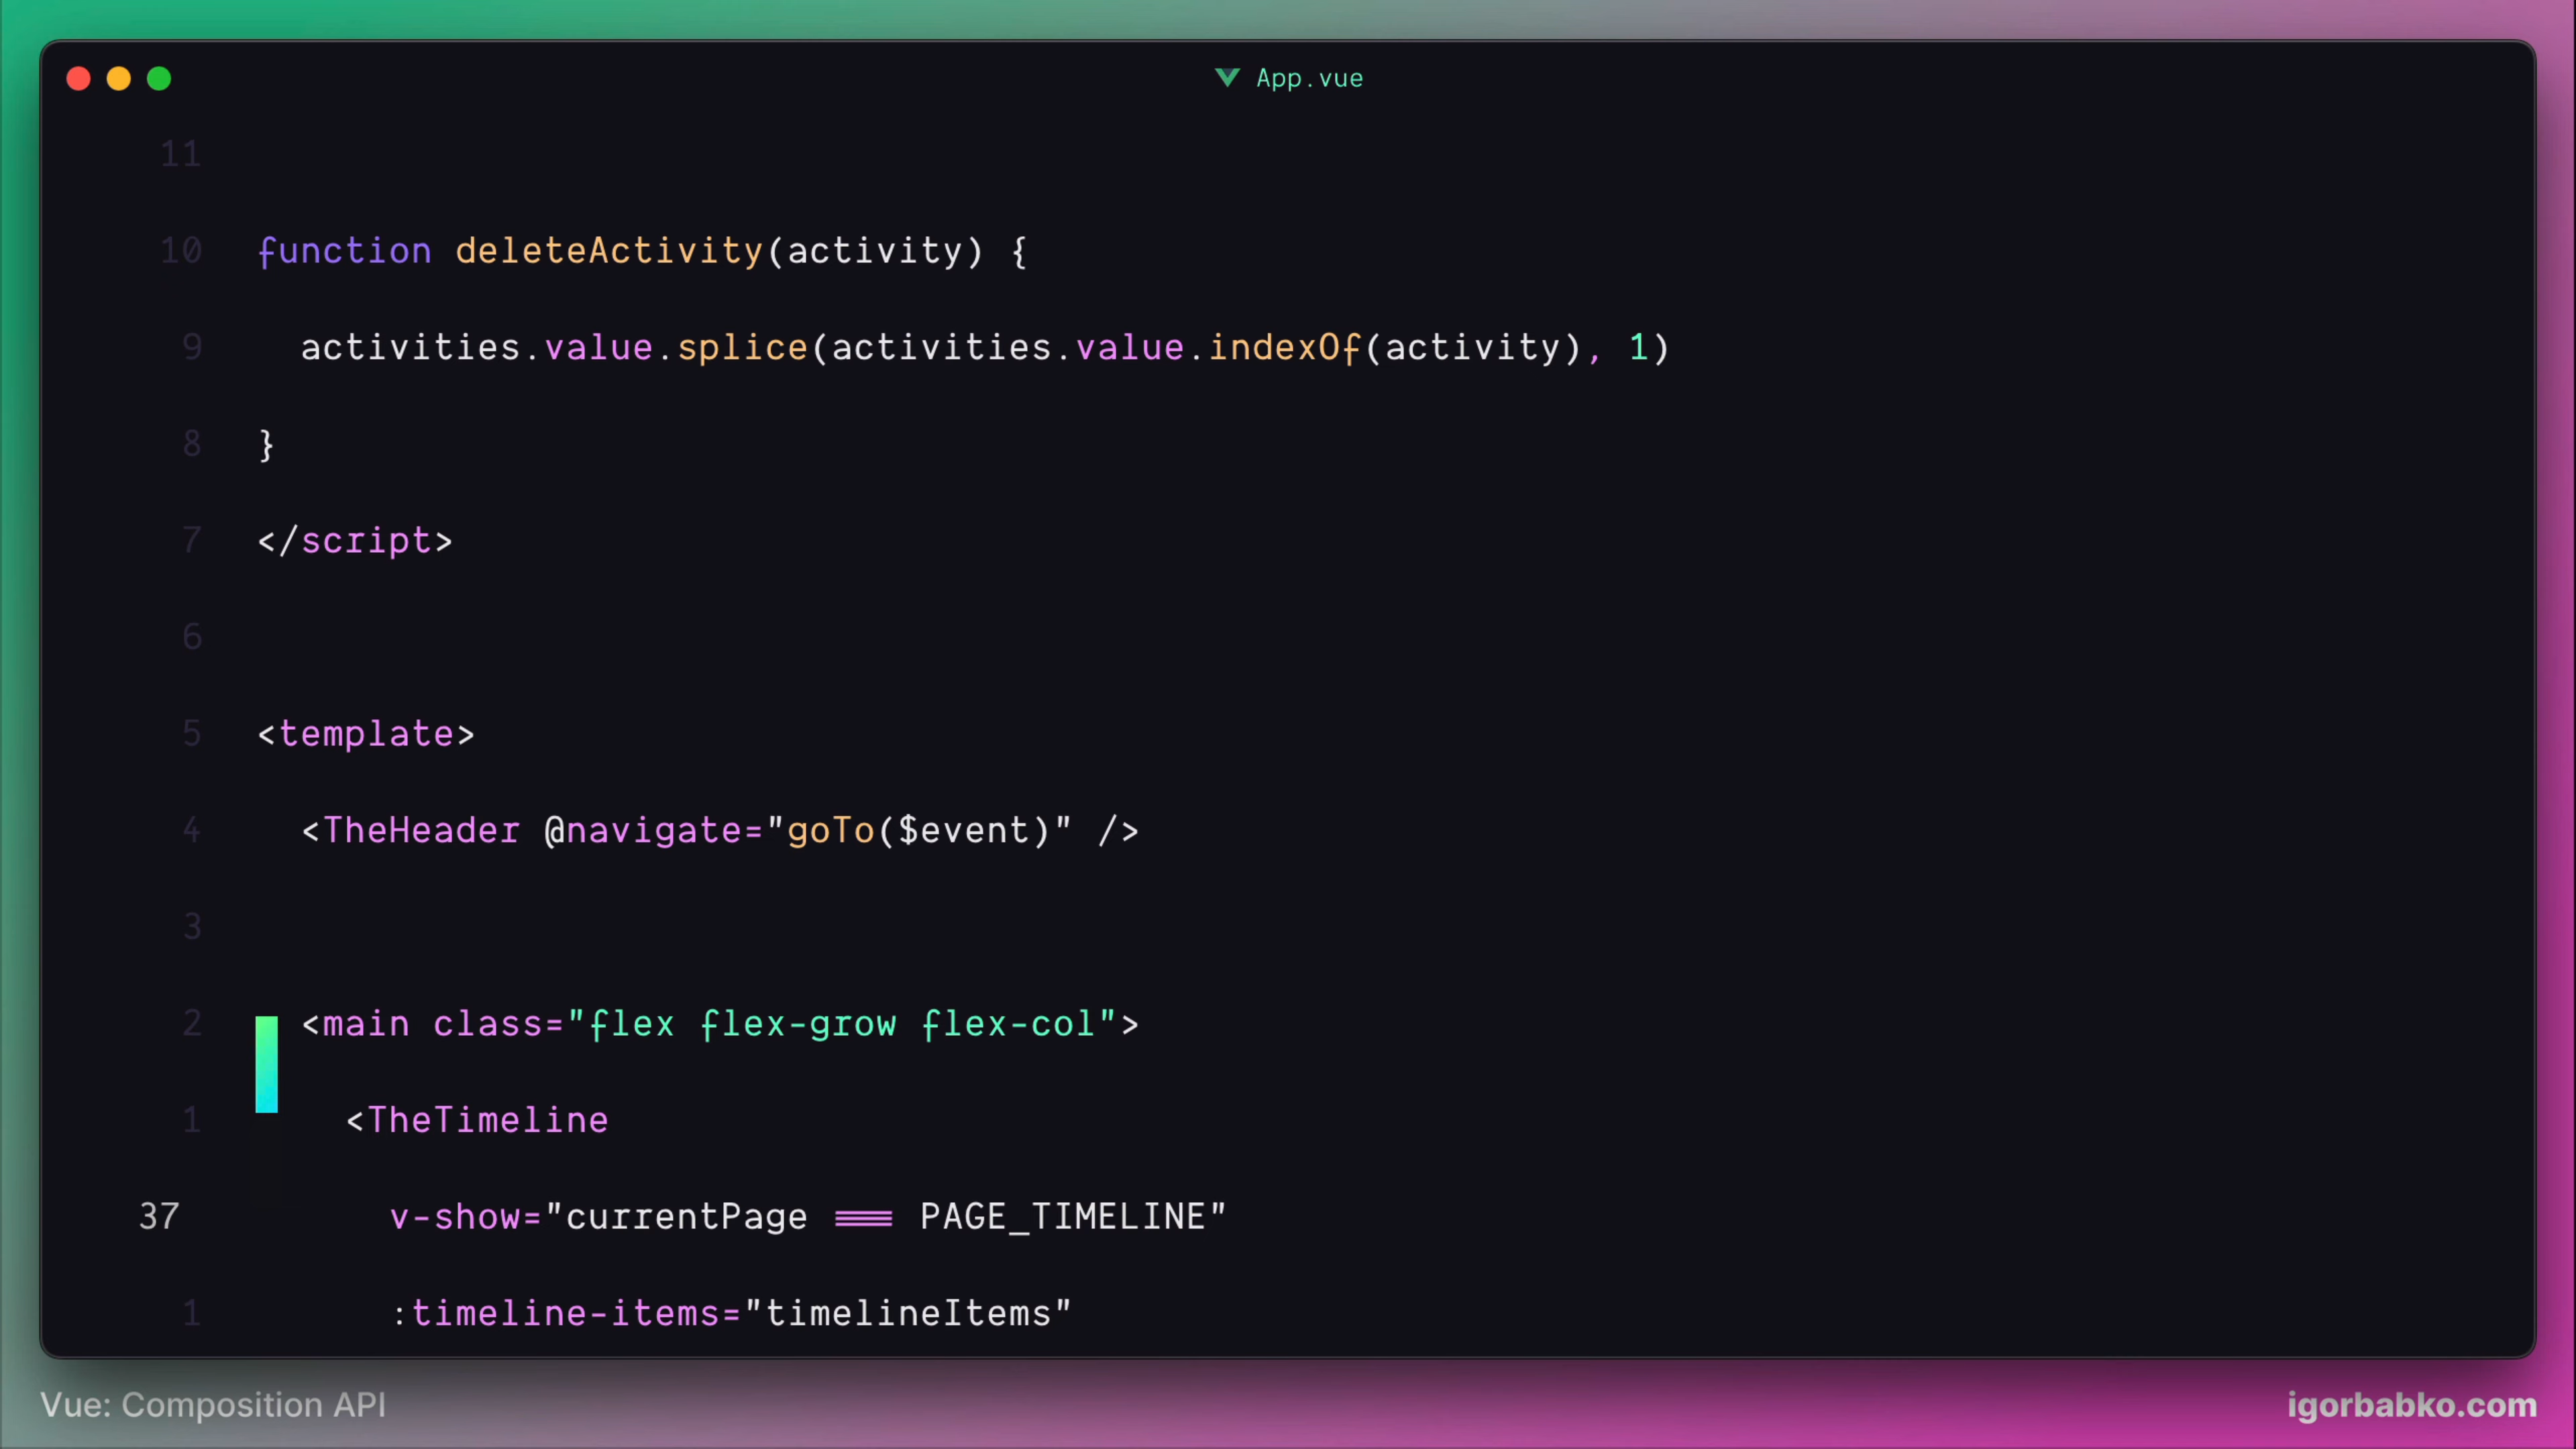 App.vue
11
10 function deleteActivity(activity) {
9 activities.value.splice(activities.value.indexOf(activity), 1)
8 }
7 </script>
6
5 <template>
4 <TheHeader @navigate="goTo($event)" />
3
2 <main class="flex flex-grow flex-col">
1 <TheTimeline
37 v-show="currentPage === PAGE_TIMELINE"
1 :timeline-items="timelineItems"
Vue: Composition API
igorbabko.com